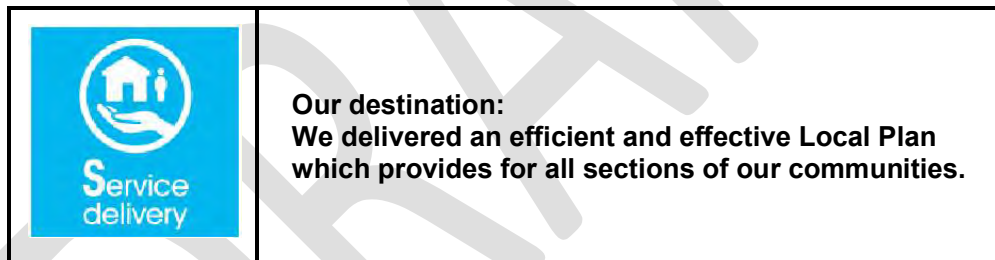 Service
delivery
Our destination:
We delivered an efficient and effective Local Plan
which provides for all sections of our communities.